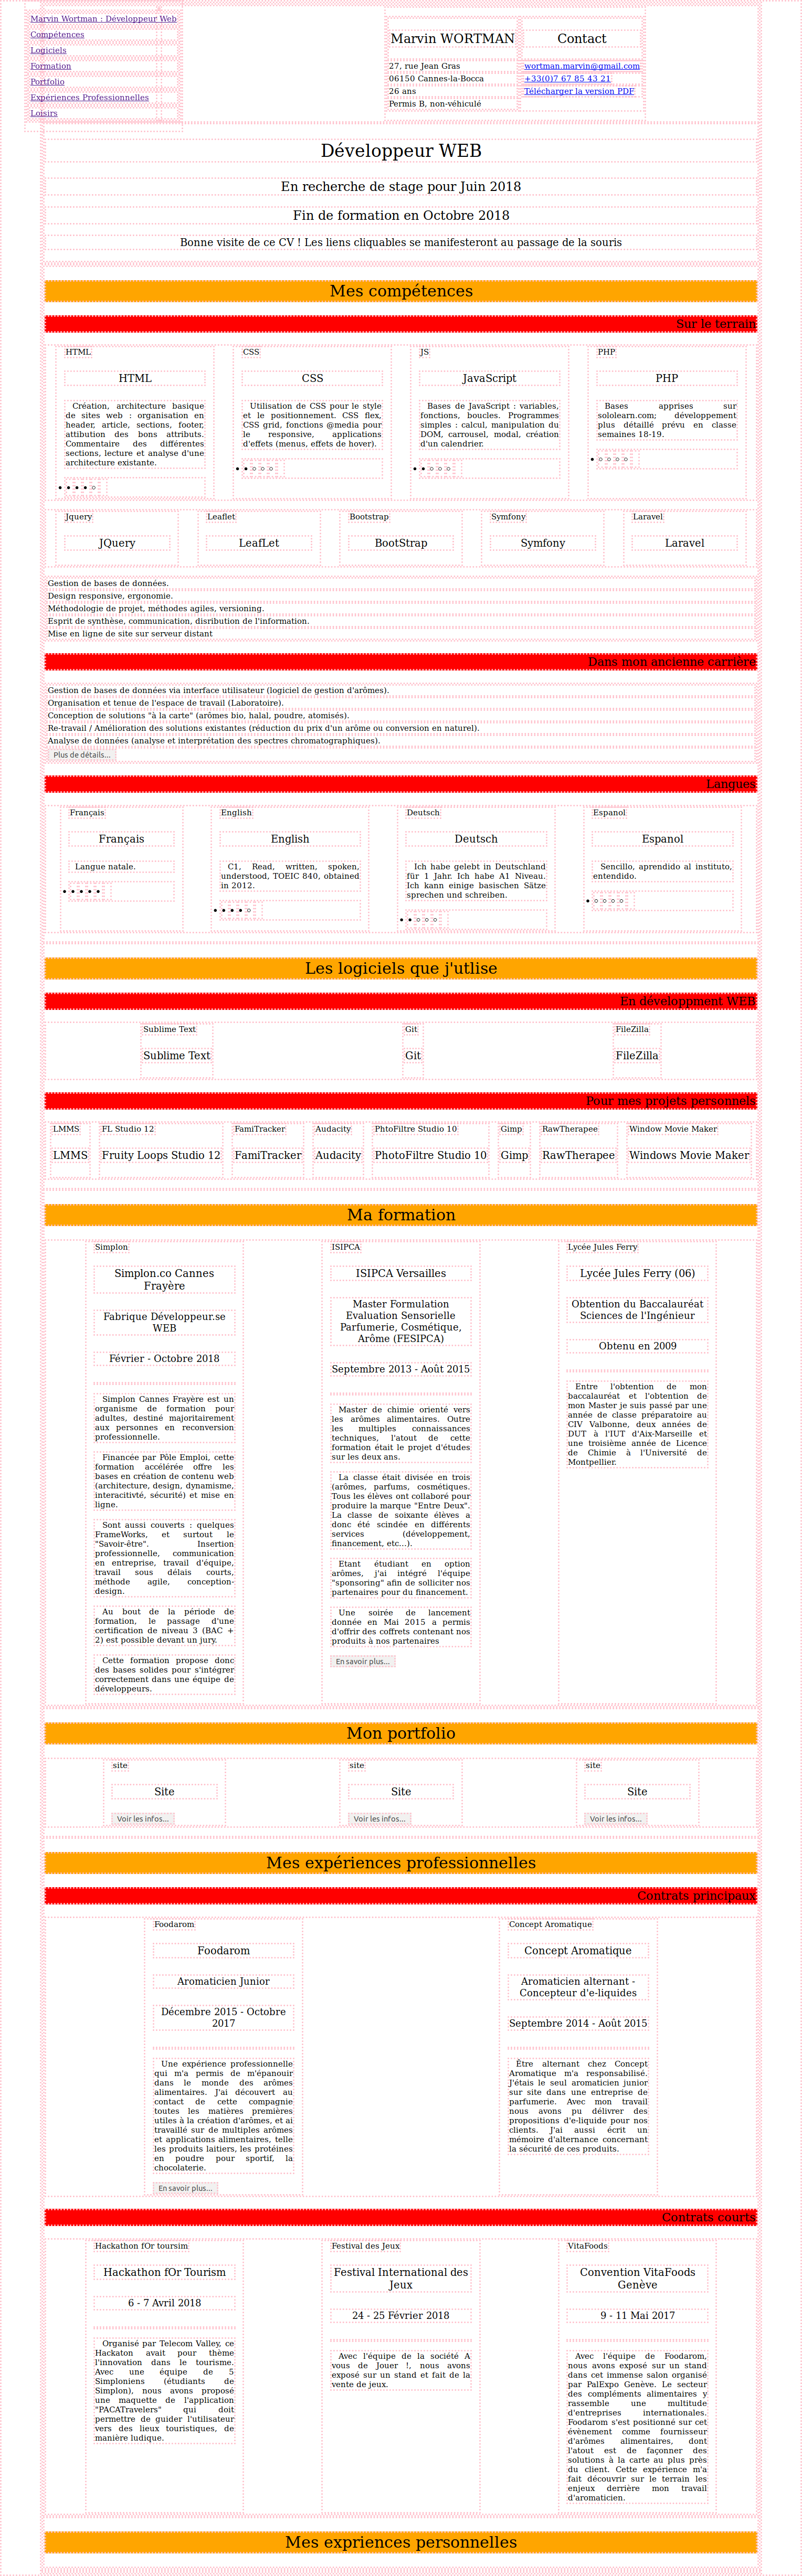 Marvin Wortman : Développeur Web
Compétences
Logiciels
Formation
Portfolio
Expériences Professionnelles
Loisirs
Marvin WORTMAN
27, rue Jean Gras
06150 Cannes-la-Bocca
26 ans
Permis B, non-véhiculé
Contact
wortman.marvin@gmail.com
+33(0)7 67 85 43 21
Télécharger la version PDF
Développeur WEB
En recherche de stage pour Juin 2018
Fin de formation en Octobre 2018
Bonne visite de ce CV ! Les liens cliquables se manifesteront au passage de la souris
Mes compétences
Sur le terrain
HTML
HTML
Création, architecture basique
de sites web : organisation en
header, article, sections, footer,
attibution des bons attributs.
Commentaire des différentes
sections, lecture et analyse d'une
architecture existante.
CSS
CSS
Utilisation de CSS pour le style
et le positionnement. CSS flex,
CSS grid, fonctions @media pour
le responsive, applications
d'effets (menus, effets de hover).
JS
JavaScript
Bases de JavaScript : variables,
fonctions, boucles. Programmes
simples : calcul, manipulation du
DOM, carrousel, modal, création
d'un calendrier.
PHP
PHP
Bases apprises sur
sololearn.com; développement
plus détaillé prévu en classe
semaines 18-19.
Jquery
JQuery
Leaflet
LeafLet
Bootstrap
BootStrap
Symfony
Symfony
Laravel
Laravel
Gestion de bases de données.
Design responsive, ergonomie.
Méthodologie de projet, méthodes agiles, versioning.
Esprit de synthèse, communication, disribution de l'information.
Mise en ligne de site sur serveur distant
Dans mon ancienne carrière
Gestion de bases de données via interface utilisateur (logiciel de gestion d'arômes).
Organisation et tenue de l'espace de travail (Laboratoire).
Conception de solutions "à la carte" (arômes bio, halal, poudre, atomisés).
Re-travail / Amélioration des solutions existantes (réduction du prix d'un arôme ou conversion en naturel).
Analyse de données (analyse et interprétation des spectres chromatographiques).
Plus de détails...
Langues
Français
Français
Langue natale.
English
English
C1, Read, written, spoken,
understood, TOEIC 840, obtained
in 2012.
Deutsch
Deutsch
Ich habe gelebt in Deutschland
für 1 Jahr. Ich habe A1 Niveau.
Ich kann einige basischen Sätze
sprechen und schreiben.
Espanol
Espanol
Sencillo, aprendido al instituto,
entendido.
Les logiciels que j'utlise
En développment WEB
Sublime Text
Sublime Text
Git
Git
FileZilla
FileZilla
Pour mes projets personnels
LMMS
LMMS
FL Studio 12
Fruity Loops Studio 12
FamiTracker
FamiTracker
Audacity
Audacity
PhtoFiltre Studio 10
PhotoFiltre Studio 10
Gimp
Gimp
RawTherapee
RawTherapee
Window Movie Maker
Windows Movie Maker
Ma formation
Simplon
Simplon.co Cannes
Frayère
Fabrique Développeur.se
WEB
Février - Octobre 2018
Simplon Cannes Frayère est un
organisme de formation pour
adultes, destiné majoritairement
aux personnes en reconversion
professionnelle.
Financée par Pôle Emploi, cette
formation accélérée offre les
bases en création de contenu web
(architecture, design, dynamisme,
interacitivté, sécurité) et mise en
ligne.
Sont aussi couverts : quelques
FrameWorks, et surtout le
"Savoir-être". Insertion
professionnelle, communication
en entreprise, travail d'équipe,
travail sous délais courts,
méthode agile, conception-
design.
Au bout de la période de
formation, le passage d'une
certification de niveau 3 (BAC +
2) est possible devant un jury.
Cette formation propose donc
des bases solides pour s'intégrer
correctement dans une équipe de
développeurs.
ISIPCA
ISIPCA Versailles
Master Formulation
Evaluation Sensorielle
Parfumerie, Cosmétique,
Arôme (FESIPCA)
Septembre 2013 - Août 2015
Master de chimie orienté vers
les arômes alimentaires. Outre
les multiples connaissances
techniques, l'atout de cette
formation était le projet d'études
sur les deux ans.
La classe était divisée en trois
(arômes, parfums, cosmétiques.
Tous les élèves ont collaboré pour
produire la marque "Entre Deux".
La classe de soixante élèves a
donc été scindée en différents
services (développement,
financement, etc...).
Etant étudiant en option
arômes, j'ai intégré l'équipe
"sponsoring" afin de solliciter nos
partenaires pour du financement.
Une soirée de lancement
donnée en Mai 2015 a permis
d'offrir des coffrets contenant nos
produits à nos partenaires
En savoir plus...
Lycée Jules Ferry
Lycée Jules Ferry (06)
Obtention du Baccalauréat
Sciences de l'Ingénieur
Obtenu en 2009
Entre l'obtention de mon
baccalauréat et l'obtention de
mon Master je suis passé par une
année de classe préparatoire au
CIV Valbonne, deux années de
DUT à l'IUT d'Aix-Marseille et
une troisième année de Licence
de Chimie à l'Université de
Montpellier.
Mon portfolio
site
Site
Voir les infos...
site
Site
Voir les infos...
site
Site
Voir les infos...
Mes expériences professionnelles
Contrats principaux
Foodarom
Foodarom
Aromaticien Junior
Décembre 2015 - Octobre
2017
Une expérience professionnelle
qui m'a permis de m'épanouir
dans le monde des arômes
alimentaires. J'ai découvert au
contact de cette compagnie
toutes les matières premières
utiles à la création d'arômes, et ai
travaillé sur de multiples arômes
et applications alimentaires, telle
les produits laitiers, les protéines
en poudre pour sportif, la
chocolaterie.
En savoir plus...
Concept Aromatique
Concept Aromatique
Aromaticien alternant -
Concepteur d'e-liquides
Septembre 2014 - Août 2015
Être alternant chez Concept
Aromatique m'a responsabilisé.
J'étais le seul aromaticien junior
sur site dans une entreprise de
parfumerie. Avec mon travail
nous avons pu délivrer des
propositions d'e-liquide pour nos
clients. J'ai aussi écrit un
mémoire d'alternance concernant
la sécurité de ces produits.
Contrats courts
Hackathon fOr toursim
Hackathon fOr Tourism
6 - 7 Avril 2018
Organisé par Telecom Valley, ce
Hackaton avait pour thème
l'innovation dans le tourisme.
Avec une équipe de 5
Simploniens (étudiants de
Simplon), nous avons proposé
une maquette de l'application
"PACATravelers" qui doit
permettre de guider l'utilisateur
vers des lieux touristiques, de
manière ludique.
Festival des Jeux
Festival International des
Jeux
24 - 25 Février 2018
Avec l'équipe de la société A
vous de Jouer !, nous avons
exposé sur un stand et fait de la
vente de jeux.
VitaFoods
Convention VitaFoods
Genève
9 - 11 Mai 2017
Avec l'équipe de Foodarom,
nous avons exposé sur un stand
dans cet immense salon organisé
par PalExpo Genève. Le secteur
des compléments alimentaires y
rassemble une multitude
d'entreprises internationales.
Foodarom s'est positionné sur cet
évènement comme fournisseur
d'arômes alimentaires, dont
l'atout est de façonner des
solutions à la carte au plus près
du client. Cette expérience m'a
fait découvrir sur le terrain les
enjeux derrière mon travail
d'aromaticien.
Mes expriences personnelles